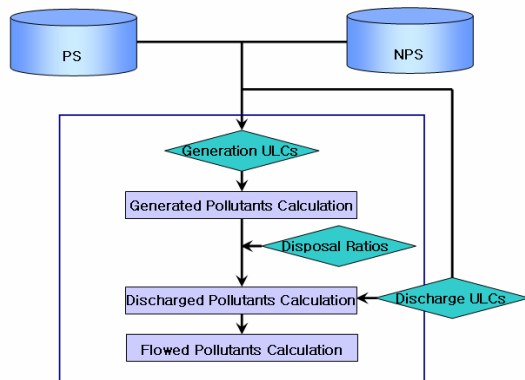 PS
NPS
Generation ULCs
Generated Pollutants Calculation
Disposal Ratios
Discharged Pollutants Calculation
Discharge ULCs
Flowed Pollutants Calculation